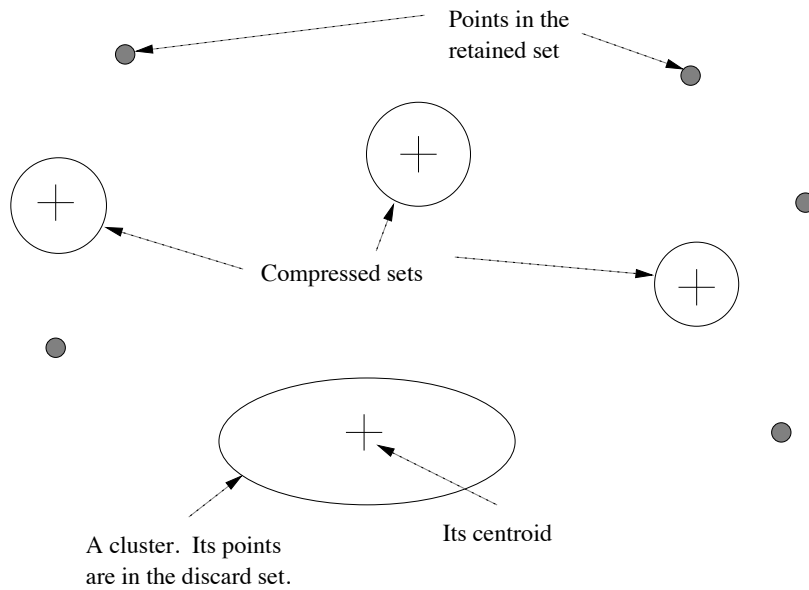 Points in the
retained set
Compressed sets
Its centroid
A cluster.  Its points
are in the discard set.